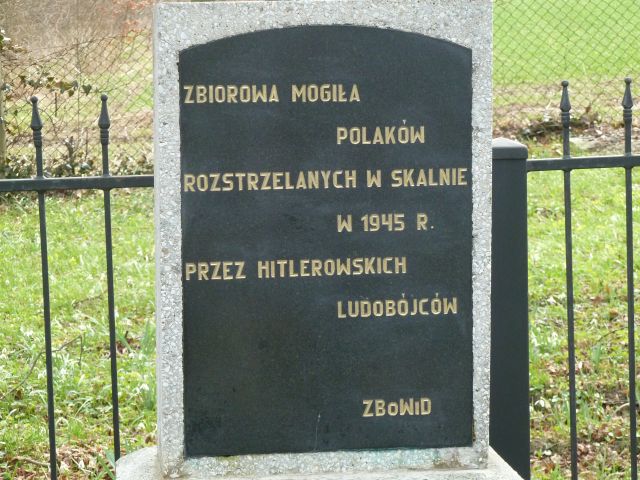 ZBIOROWA MOGIŁA
POLAKÓW
ROZSTRZELANYCH W SKALNIE
W 1945 R.
PRZEZ HITLEROWSKICH
LUDOBÓJCÓW
ZBoWiD